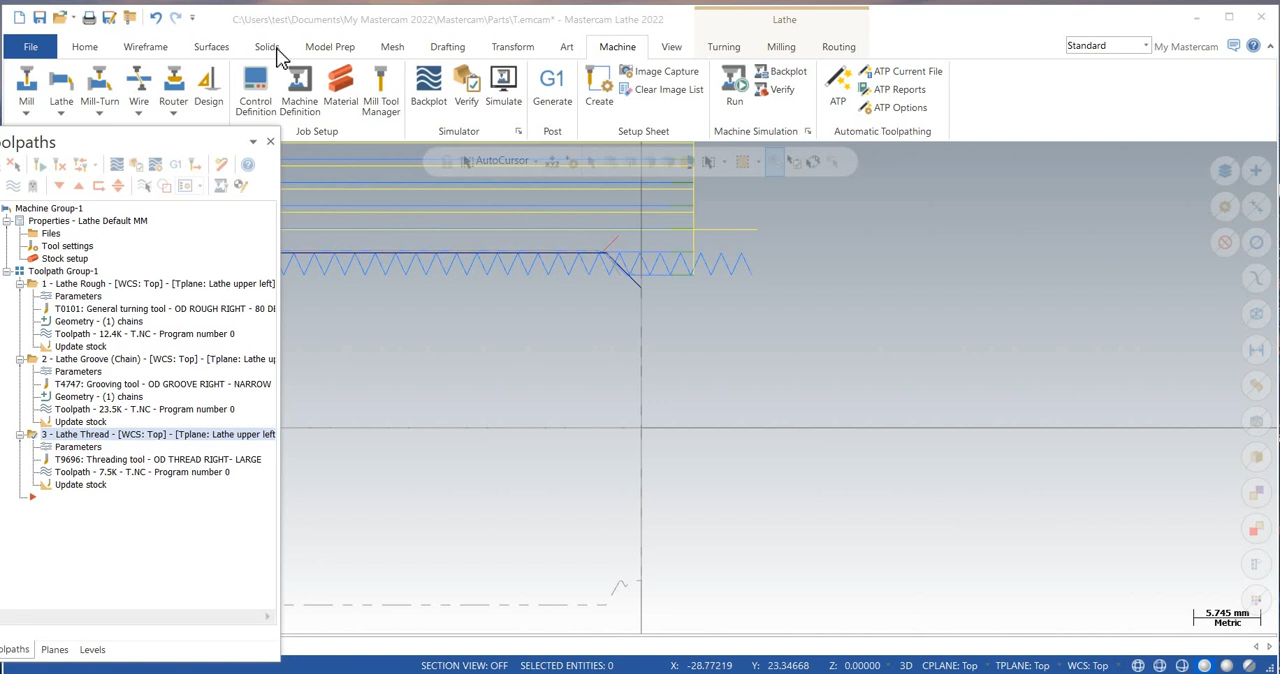 C:\Users\test\Documents\My Mastercam 2022\Mastercam\Parts\T.emcam* - Mastercam Lathe 2022
Lathe
File Home Wireframe Surfaces Solids Model Prep Mesh Drafting Transform Art Machine View Turning Milling Routing
Standard My Mastercam
Mill Lathe Mill-Turn Wire Router Design
Control Definition
Machine Definition
Material
Mill Tool Manager
Backplot Verify Simulate
G1 Generate
Create
Image Capture
Clear Image List
Run
Backplot
Verify
ATP
ATP Current File
ATP Reports
ATP Options
Job Setup Simulator Post Setup Sheet Machine Simulation Automatic Toolpathing
oolpaths
AutoCursor
G1
Machine Group-1
Properties - Lathe Default MM
Files
Tool settings
Stock setup
Toolpath Group-1
1 - Lathe Rough - [WCS: Top] - [Tplane: Lathe upper left]
Parameters
T0101: General turning tool - OD ROUGH RIGHT - 80 DE
Geometry - (1) chains
Toolpath - 12.4K - T.NC - Program number 0
Update stock
2 - Lathe Groove (Chain) - [WCS: Top] - [Tplane: Lathe up
Parameters
T4747: Grooving tool - OD GROOVE RIGHT - NARROW
Geometry - (1) chains
Toolpath - 23.5K - T.NC - Program number 0
Update stock
3 - Lathe Thread - [WCS: Top] - [Tplane: Lathe upper left
Parameters
T9696: Threading tool - OD THREAD RIGHT- LARGE
Toolpath - 7.5K - T.NC - Program number 0
Update stock
5.745 mm
Metric
olpaths Planes Levels
SECTION VIEW: OFF SELECTED ENTITIES: 0 X: -28.77219 Y: 23.34668 Z: 0.00000 3D CPLANE: Top TPLANE: Top WCS: Top